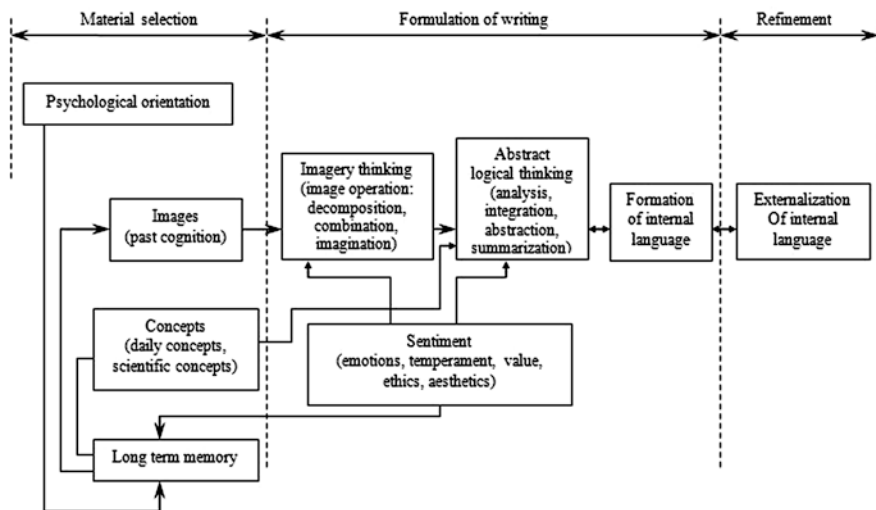 Material selection
Formulation of writing
Refinement
Psychological orientation
Images
(past cognition)
Imagery thinking
(image operation:
decomposition,
combination,
imagination)
Abstract
logical thinking
(analysis,
integration,
abstraction,
summarization)
Formation
of internal
language
Externalization
Of internal
language
Concepts
(daily concepts,
scientific concepts)
Sentiment
(emotions, temperament, value,
ethics, aesthetics)
Long term memory